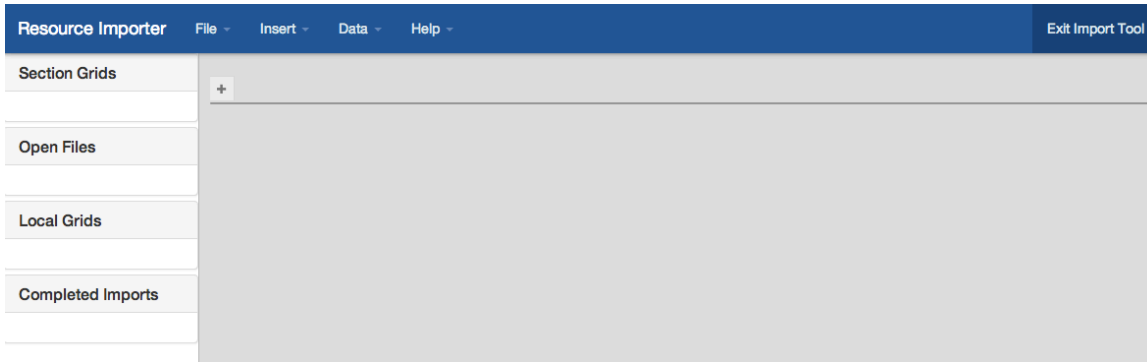 Resource Importer File Insert Data Help Exit Import Tool
Section Grids
+
Open Files
Local Grids
Completed Imports